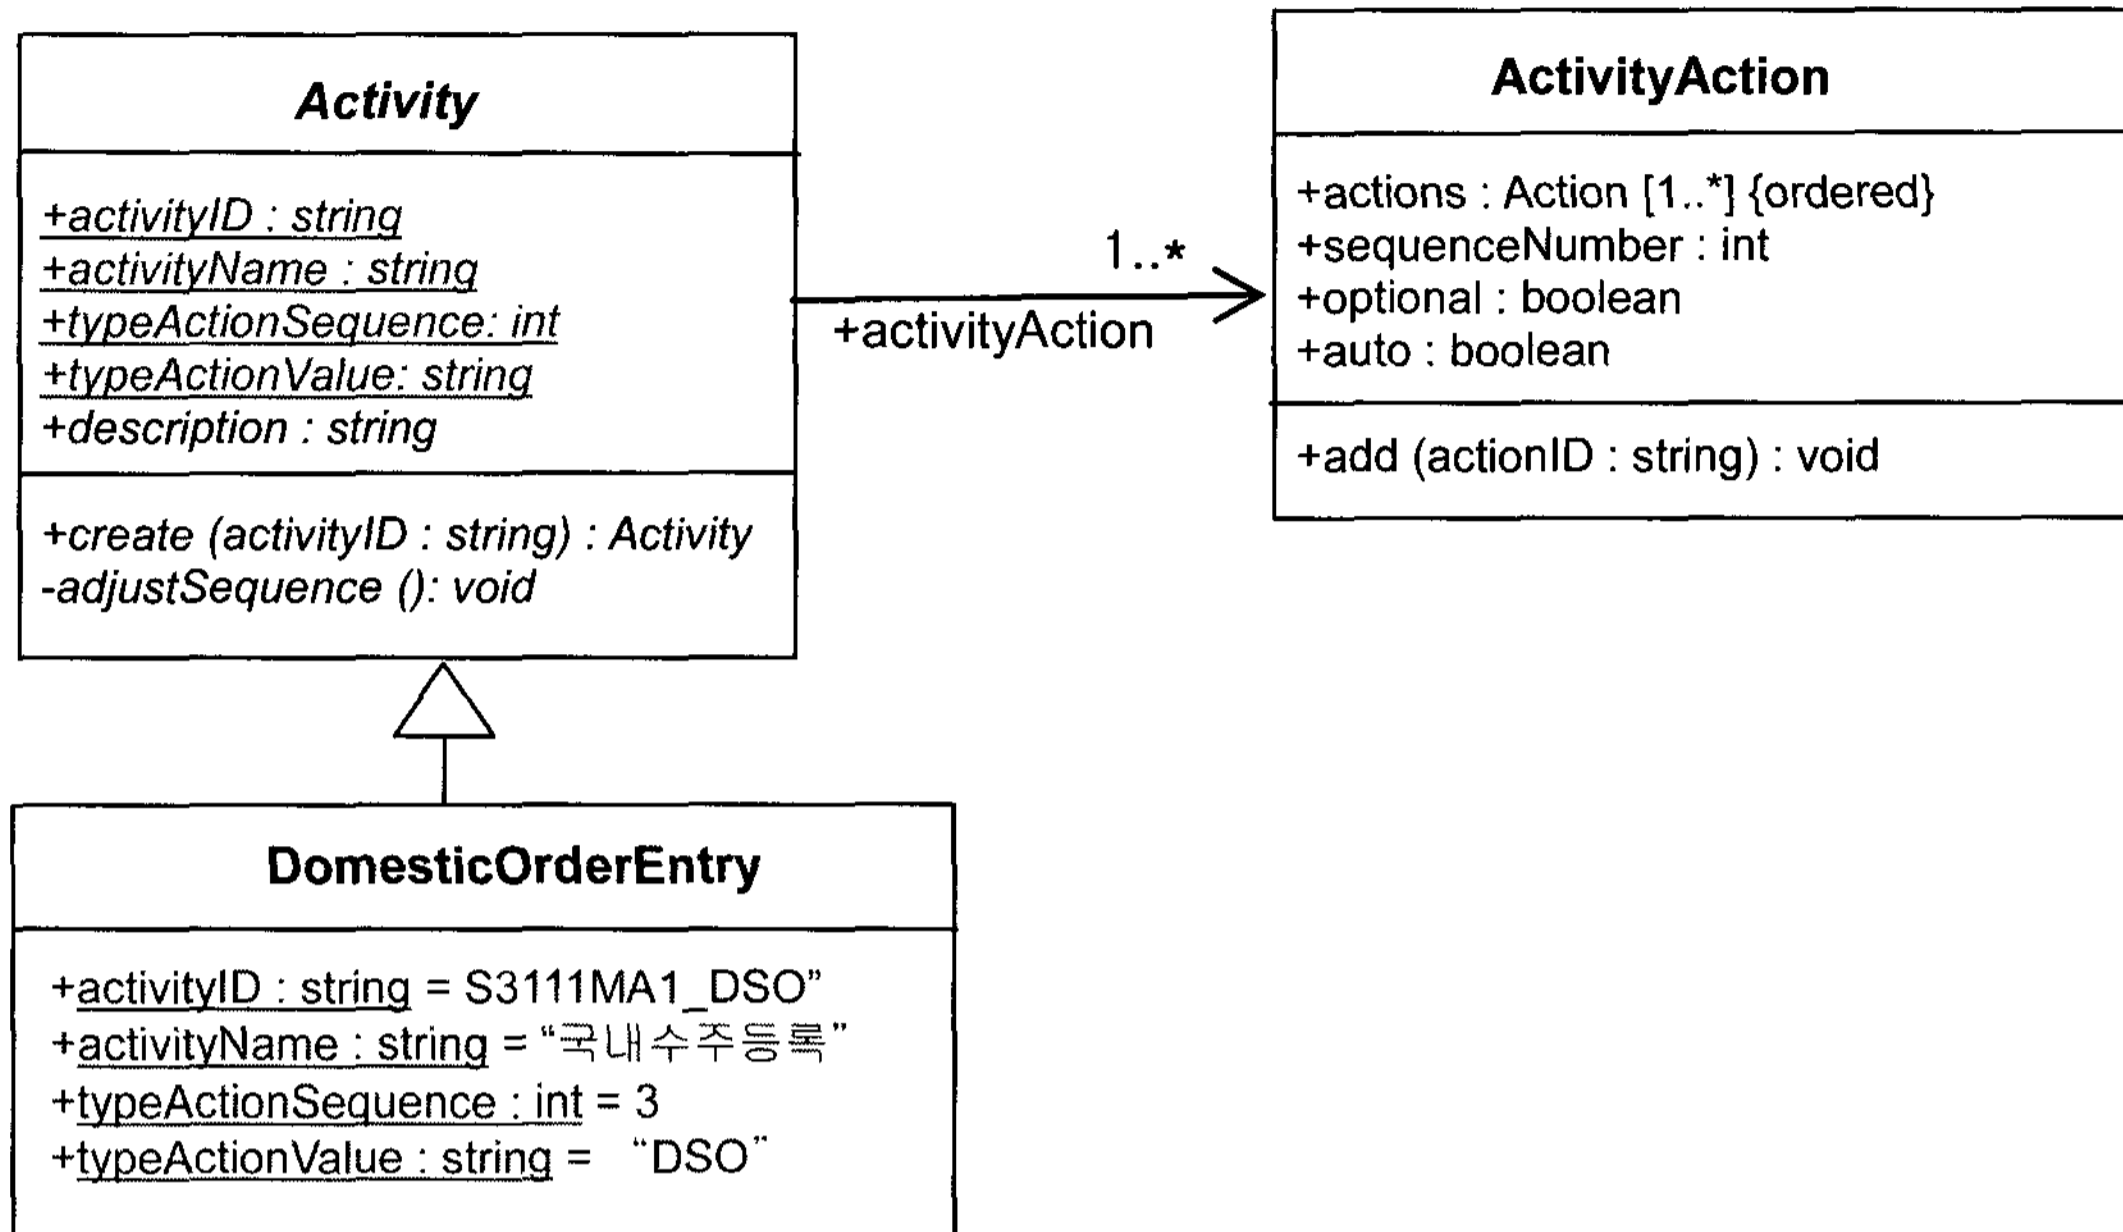 Activity
+activityID : string
+activityName : string
+typeActionSequence: int
+typeActionValue: string
+description : string
+create (activityID : string) : Activity
-adjustSequence (): void
1..*
+activityAction
ActivityAction
+actions : Action [1..*] {ordered}
+sequenceNumber : int
+optional : boolean
+auto : boolean
+add (actionID : string) : void
DomesticOrderEntry
+activityID : string = S3111MA1_DSO”
+activityName : string = “국내수주등록”
+typeActionSequence : int = 3
+typeActionValue : string = “DSO”